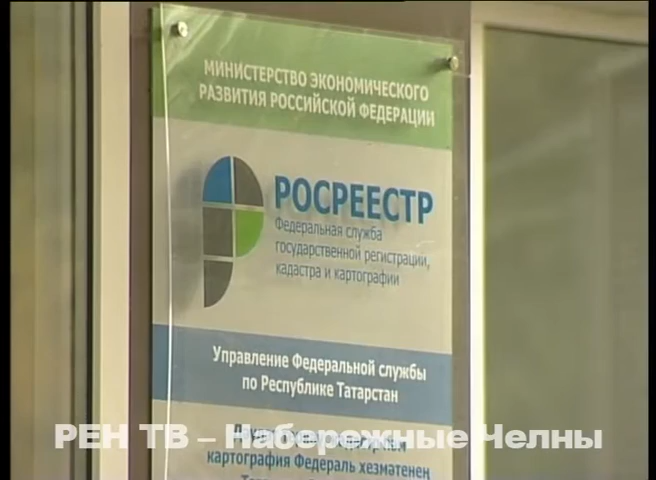 МИНИСТЕРСТВО ЭКОНОМИЧЕСКОГО
РАЗВИТИЯ РОССИЙСКОЙ ФЕДЕРАЦИИ
РОСРЕЕСТР
Федеральная служба
государственной регистрации,
кадастра и картографии
Управление Федеральной службы
по Республике Татарстан
РЕН ТВ – Набережные Челны
картография Федераль хезмәтенең